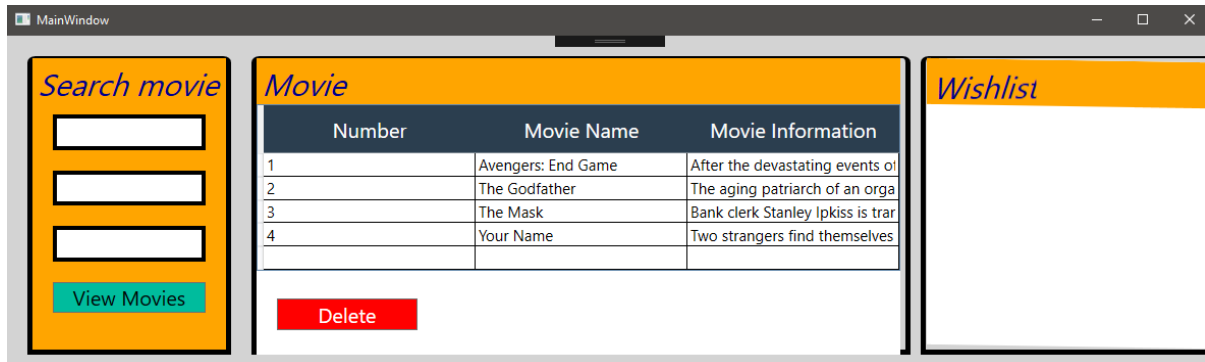 MainWindow
Search movie
View Movies
Movie
Number Movie Name Movie Information
1 Avengers: End Game After the devastating events of
2 The Godfather The aging patriarch of an orga
3 The Mask Bank clerk Stanley Ipkiss is trar
4 Your Name Two strangers find themselves
Delete
Wishlist